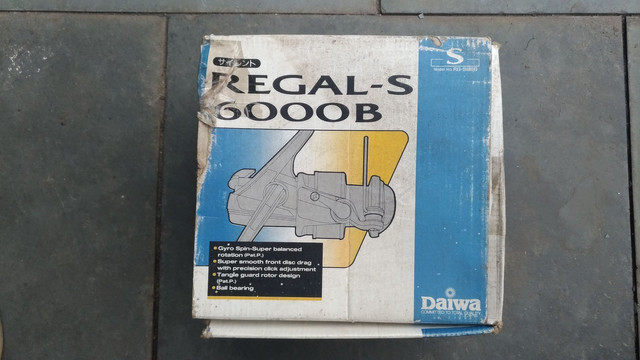 サイレント
S
REGAL-S
6000B
Gyro Spin-Super balanced
rotation (Pat.P.)
Super smooth front disc drag
with precision click adjustment
Tangle guard rotor design
(Pat.P.)
Ball bearing
Daiwa